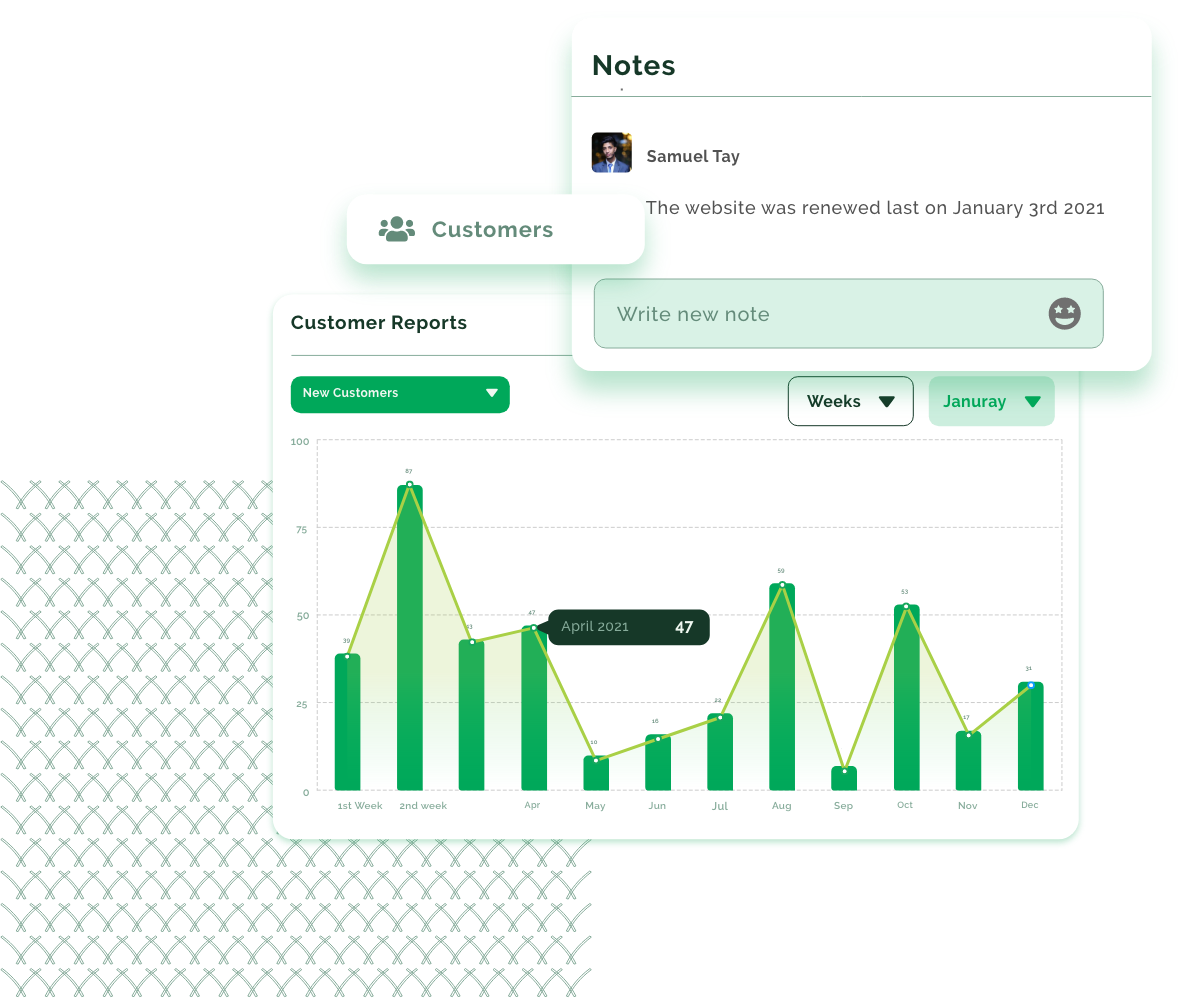 Notes
Samuel Tay
The website was renewed last on January 3rd 2021
Customers
Write new note
Customer Reports
New Customers
Weeks
Januray
100
75
50
25
0
39
87
43
47
10
16
22
59
53
17
31
April 2021 47
1st Week 2nd week Apr May Jun Jul Aug Sep Oct Nov Dec